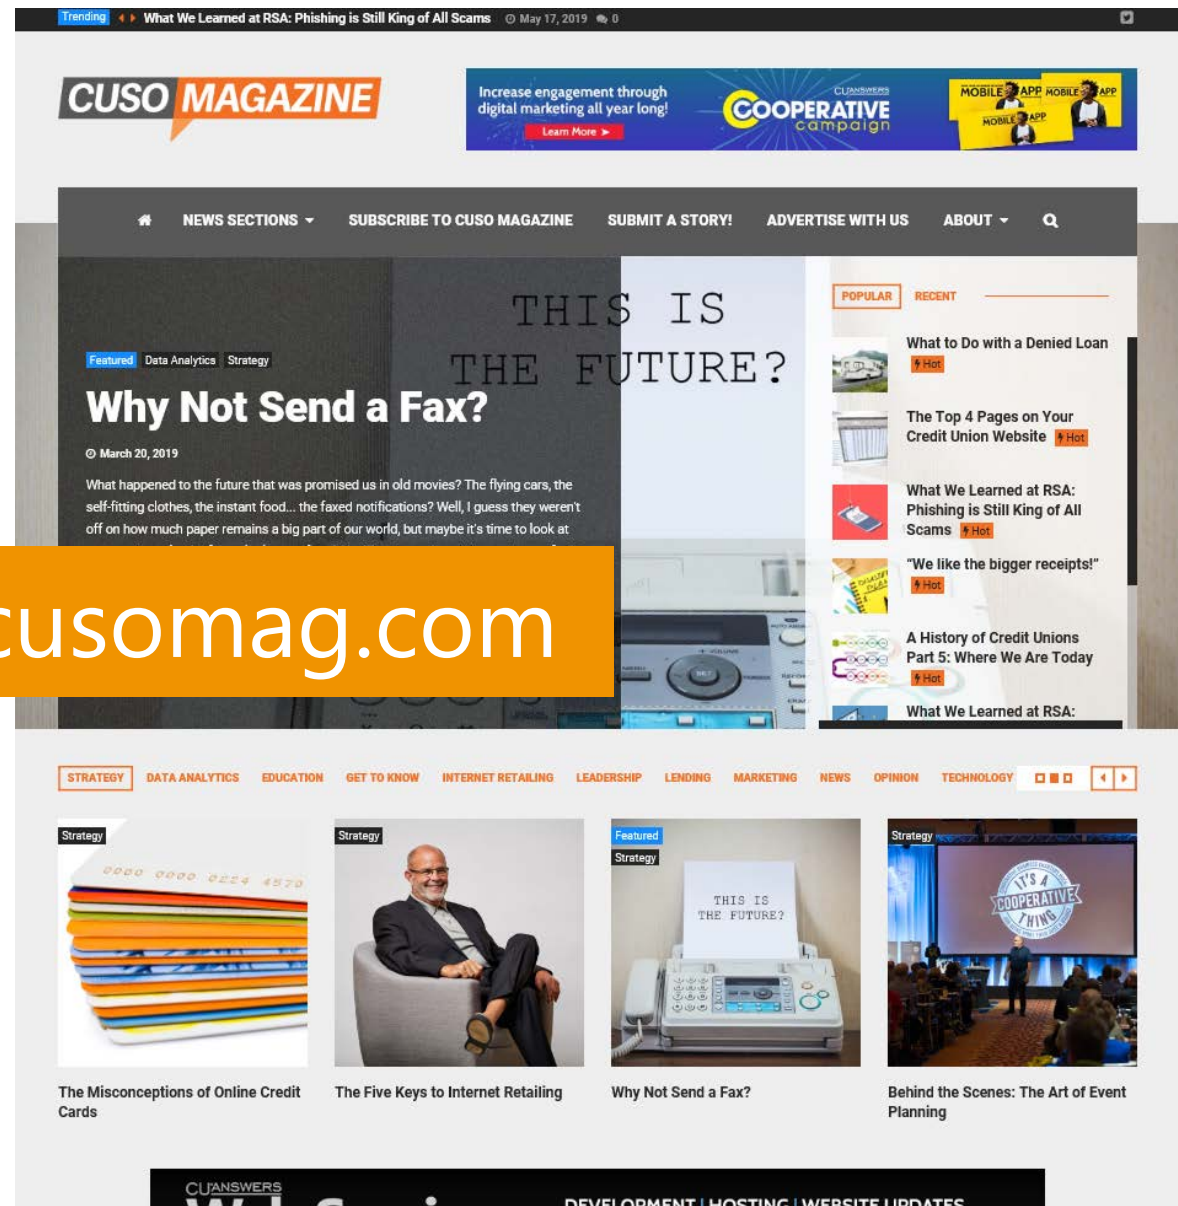 Trending What We Learned at RSA: Phishing is Still King of All Scams May 17, 2019 0
CUSO MAGAZINE
Increase engagement through
digital marketing all year long!
Learn More
CU*ANSWERS
COOPERATIVE
campaign
MOBILE APP MOBILE APP
MOBILE APP
NEWS SECTIONS SUBSCRIBE TO CUSO MAGAZINE SUBMIT A STORY! ADVERTISE WITH US ABOUT
THIS IS
THE FUTURE?
Featured Data Analytics Strategy
Why Not Send a Fax?
March 20, 2019
What happened to the future that was promised us in old movies? The flying cars, the
self-fitting clothes, the instant food... the faxed notifications? Well, I guess they weren't
off on how much paper remains a big part of our world, but maybe it's time to look at
cusomag.com
POPULAR RECENT
What to Do with a Denied Loan
Hot
The Top 4 Pages on Your
Credit Union Website Hot
What We Learned at RSA:
Phishing is Still King of All
Scams Hot
"We like the bigger receipts!"
Hot
A History of Credit Unions
Part 5: Where We Are Today
Hot
What We Learned at RSA:
STRATEGY DATA ANALYTICS EDUCATION GET TO KNOW INTERNET RETAILING LEADERSHIP LENDING MARKETING NEWS OPINION TECHNOLOGY
Strategy
0000 0000 0224 4570
The Misconceptions of Online Credit
Cards
Strategy
The Five Keys to Internet Retailing
Featured
Strategy
THIS IS
THE FUTURE?
Why Not Send a Fax?
Strategy
IT'S A
COOPERATIVE
THING
Behind the Scenes: The Art of Event
Planning
CU*ANSWERS
DEVELOPMENT | HOSTING | WEBSITE UPDATES